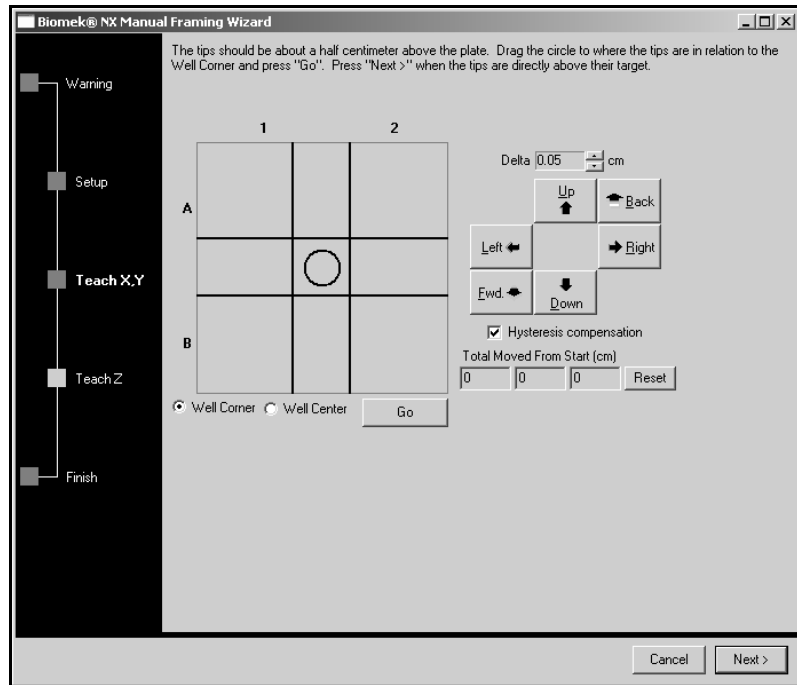 Biomek® NX Manual Framing Wizard
The tips should be about a half centimeter above the plate. Drag the circle to where the tips are in relation to the
Well Corner and press "Go". Press "Next >" when the tips are directly above their target.
Warning
Setup
Teach X,Y
Teach Z
Finish
1 2
A
B
Well Corner Well Center Go
Delta 0.05 cm
Up Back
Left Right
Fwd. Down
Hysteresis compensation
Total Moved From Start (cm)
0 0 0 Reset
Cancel Next >